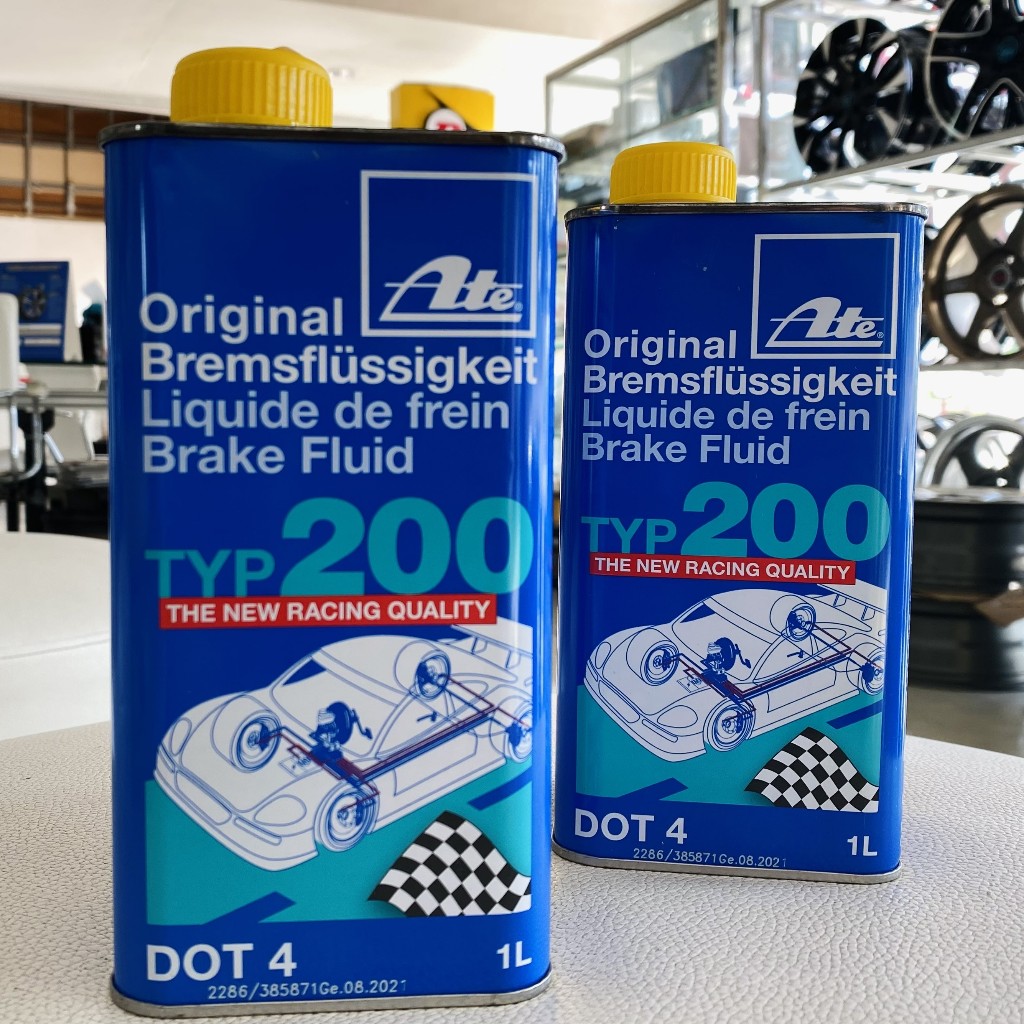 Ate
Original
Bremsflüssigkeit
Liquide de frein
Brake Fluid
TYP 200
THE NEW RACING QUALITY
DOT 4
1L
2286/385871Ge.08.2021
Ate
Original
Bremsflüssigkeit
Liquide de frein
Brake Fluid
TYP 200
THE NEW RACING QUALITY
DOT 4
1L
2286/385871Ge.08.2021